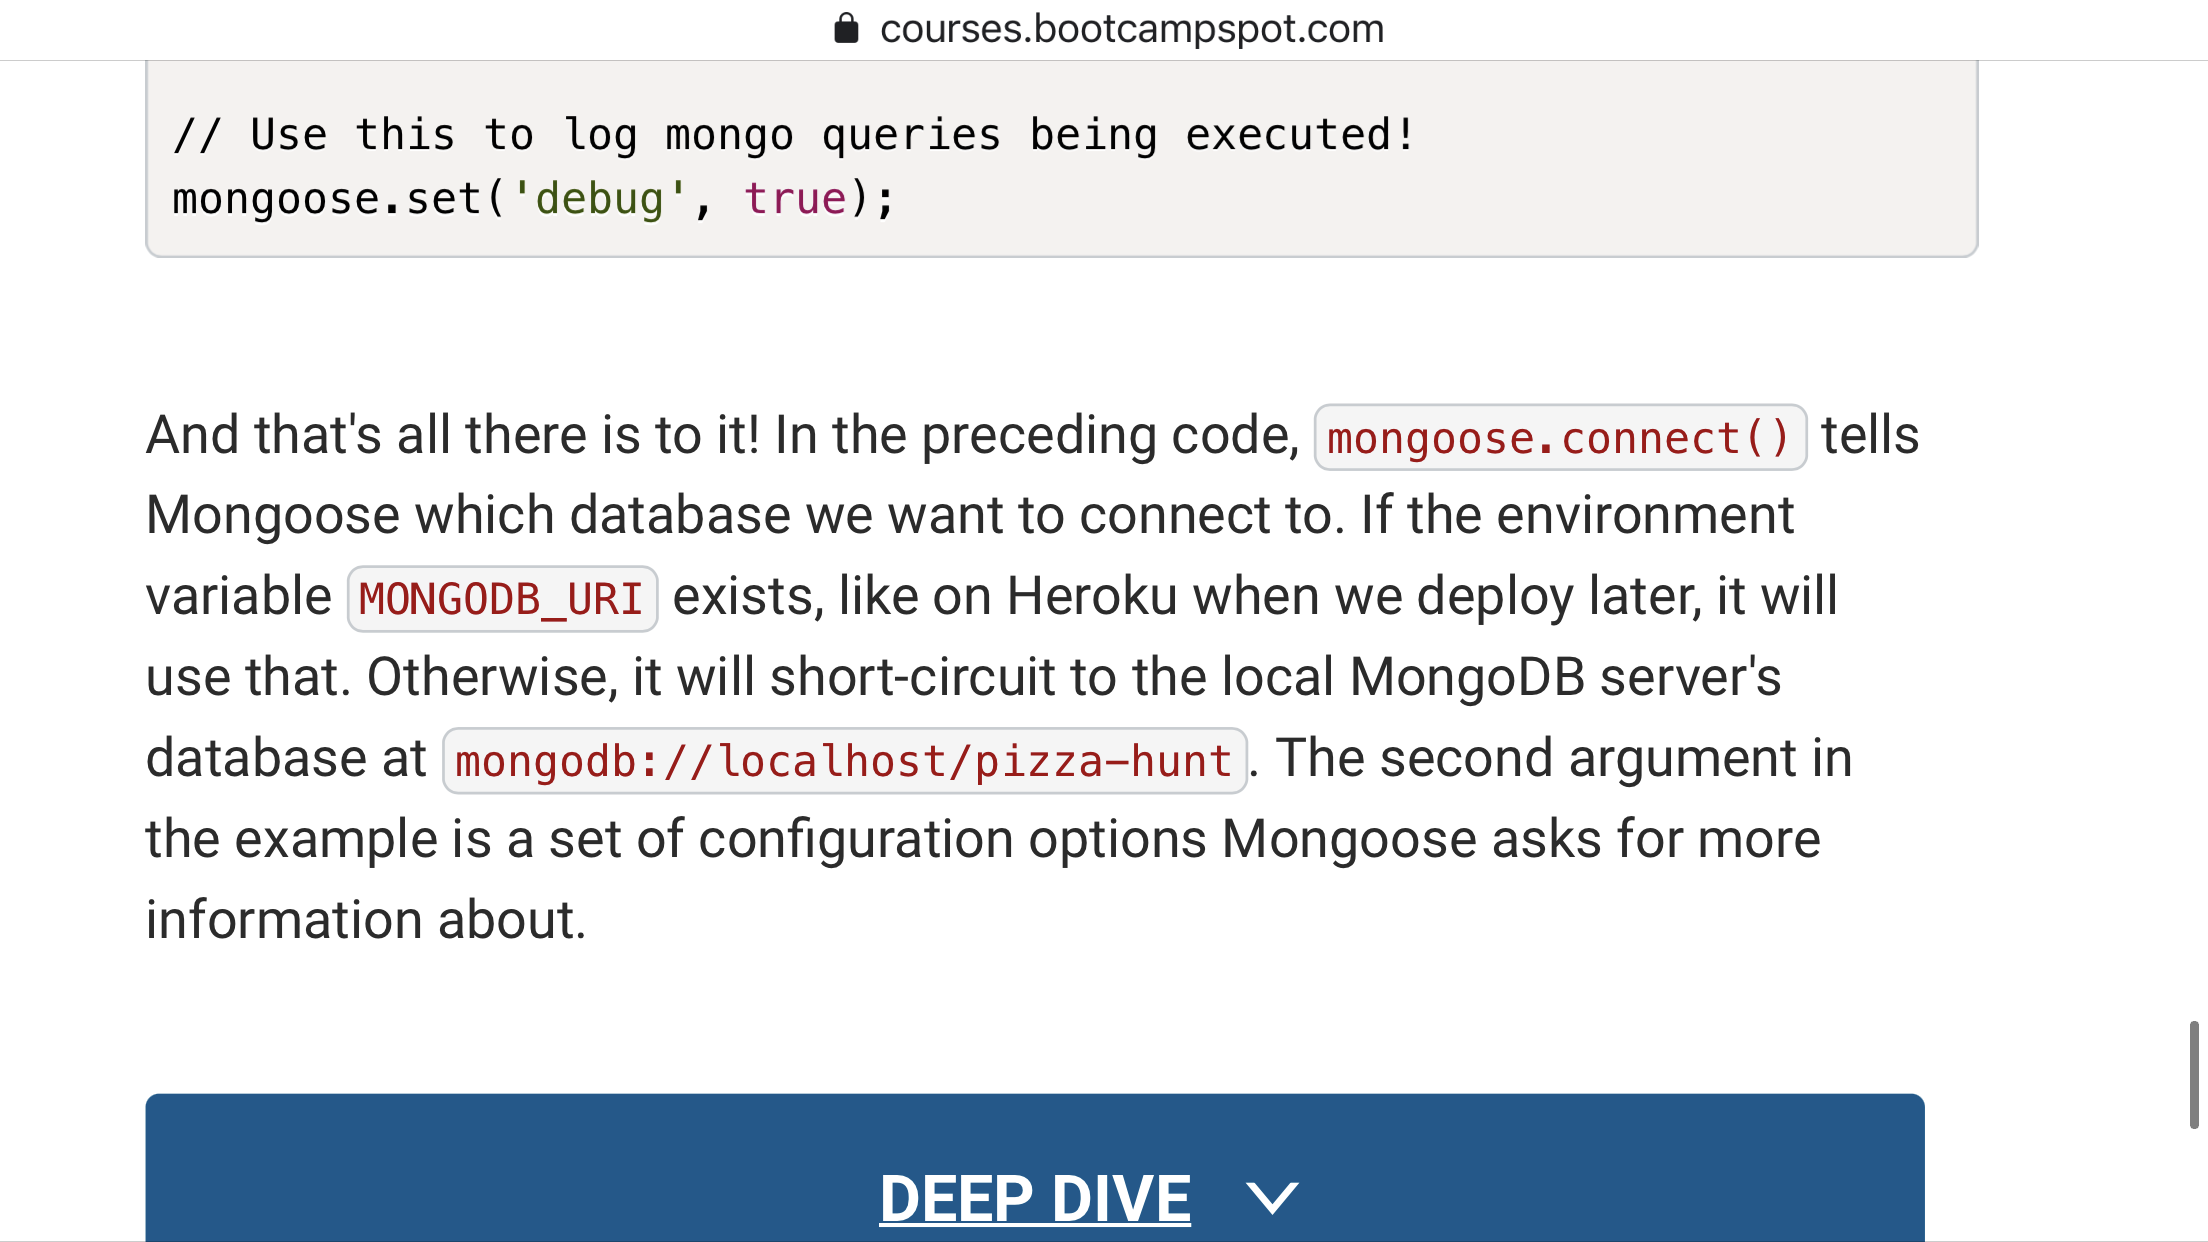 courses.bootcampspot.com
// Use this to log mongo queries being executed!
mongoose.set('debug', true);
And that's all there is to it! In the preceding code, mongoose.connect() tells
Mongoose which database we want to connect to. If the environment
variable MONGODB_URI exists, like on Heroku when we deploy later, it will
use that. Otherwise, it will short-circuit to the local MongoDB server's
database at mongodb://localhost/pizza-hunt. The second argument in
the example is a set of configuration options Mongoose asks for more
information about.
DEEP DIVE